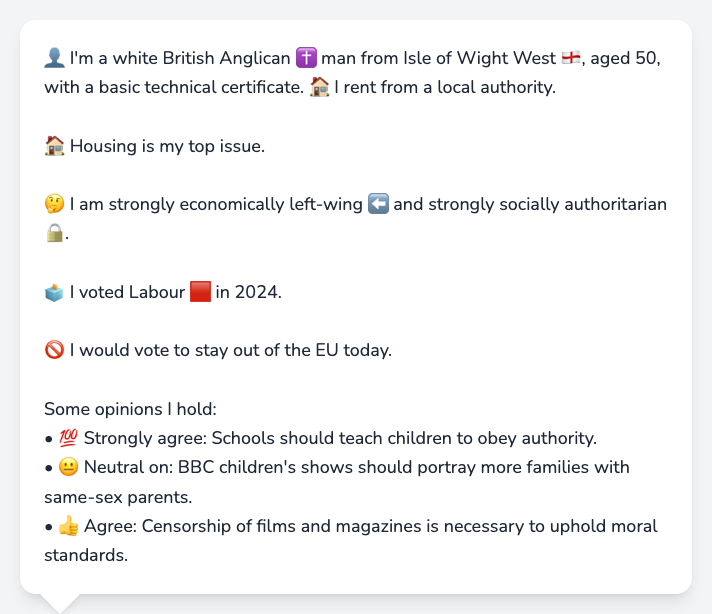 👤 I'm a white British Anglican ✝️ man from Isle of Wight West 🏴󠁧󠁢󠁥󠁮󠁧󠁿, aged 50,
with a basic technical certificate. 🏠 I rent from a local authority.
🏠 Housing is my top issue.
🤔 I am strongly economically left-wing ⬅️ and strongly socially authoritarian
🔒.
🗳️ I voted Labour 🟥 in 2024.
🚫 I would vote to stay out of the EU today.
Some opinions I hold:
• 💯 Strongly agree: Schools should teach children to obey authority.
• 😐 Neutral on: BBC children's shows should portray more families with
same-sex parents.
• 👍 Agree: Censorship of films and magazines is necessary to uphold moral
standards.